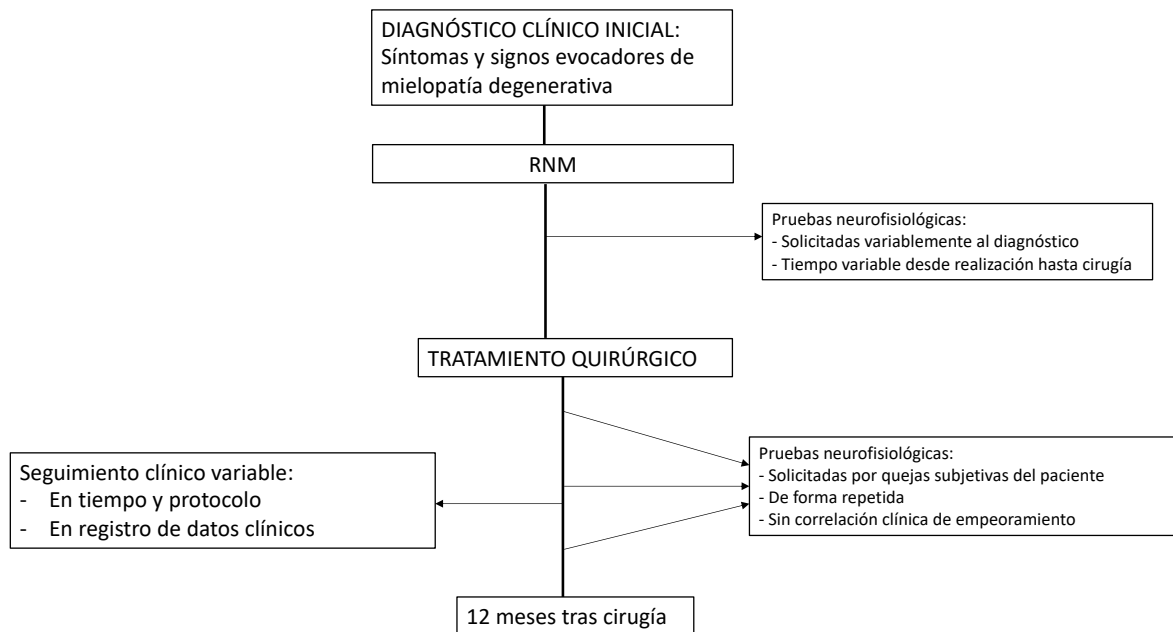 DIAGNÓSTICO CLÍNICO INICIAL:
Síntomas y signos evocadores de
mielopatía degenerativa
RNM
Pruebas neurofisiológicas:
- Solicitadas variablemente al diagnóstico
- Tiempo variable desde realización hasta cirugía
TRATAMIENTO QUIRÚRGICO
Seguimiento clínico variable:
- En tiempo y protocolo
- En registro de datos clínicos
Pruebas neurofisiológicas:
- Solicitadas por quejas subjetivas del paciente
- De forma repetida
- Sin correlación clínica de empeoramiento
12 meses tras cirugía